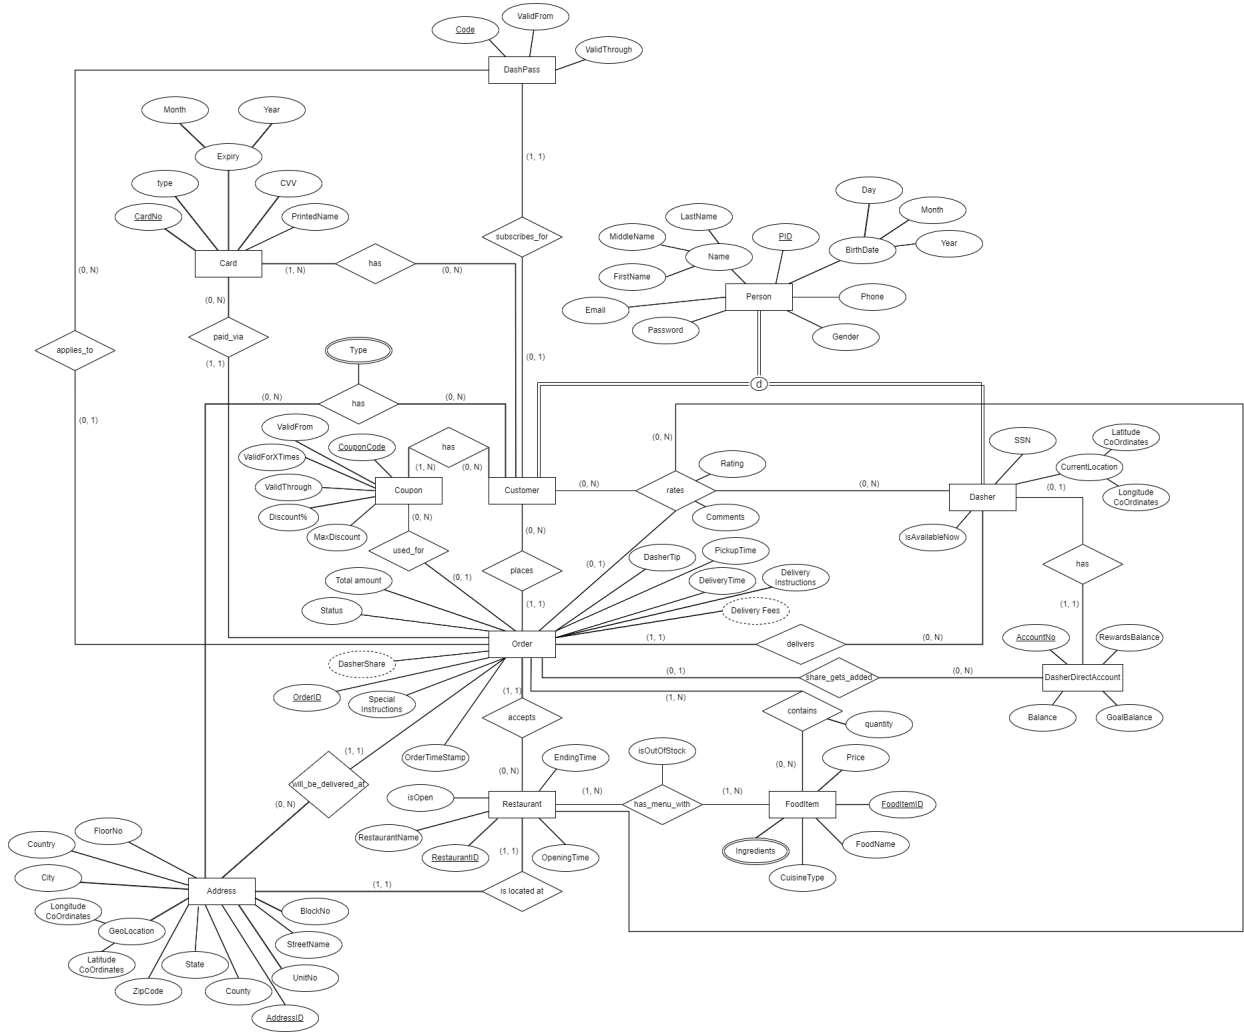 ValidFrom
Code
ValidThrough
DashPass
Month
Year
Expiry
(1, 1)
type
CVV
CardNo
PrintedName
Day
LastName
Month
MiddleName
PID
Year
Name
BirthDate
subscribes_for
Card
has
(1, N)
(0, N)
(0, N)
FirstName
Person
Phone
(0, N)
Email
Password
Gender
paid_via
applies_to
Type
(1, 1)
(0, 1)
d
(0, N)
has
(0, N)
(0, 1)
ValidFrom
CouponCode
has
(0, N)
Latitude
CoOrdinates
SSN
ValidForXTimes
(1, N)
(0, N)
Rating
CurrentLocation
ValidThrough
Coupon
Customer
(0, N)
rates
(0, N)
Dasher
(0, 1)
Longitude
CoOrdinates
Discount%
(0, N)
Comments
MaxDiscount
(0, N)
isAvailableNow
used_for
DasherTip
PickupTime
(0, 1)
has
places
Total amount
(0, 1)
DeliveryTime
Delivery
Instructions
Status
(1, 1)
Delivery Fees
(1, 1)
Order
(1, 1)
delivers
(0, N)
AccountNo
RewardsBalance
DasherShare
(0, 1)
share_gets_added
(0, N)
DasherDirectAccount
OrderID
Special
Instructions
(1, 1)
(1, N)
contains
quantity
Balance
GoalBalance
accepts
(1, 1)
OrderTimeStamp
EndingTime
isOutOfStock
Price
(0, N)
(0, N)
will_be_delivered_at
isOpen
(1, N)
(1, N)
(0, N)
Restaurant
has_menu_with
FoodItem
FoodItemID
FloorNo
RestaurantName
Country
RestaurantID
(1, 1)
OpeningTime
Ingredients
FoodName
City
CuisineType
Address
(1, 1)
is located at
Longitude
CoOrdinates
BlockNo
GeoLocation
StreetName
Latitude
CoOrdinates
State
UnitNo
ZipCode
County
AddressID